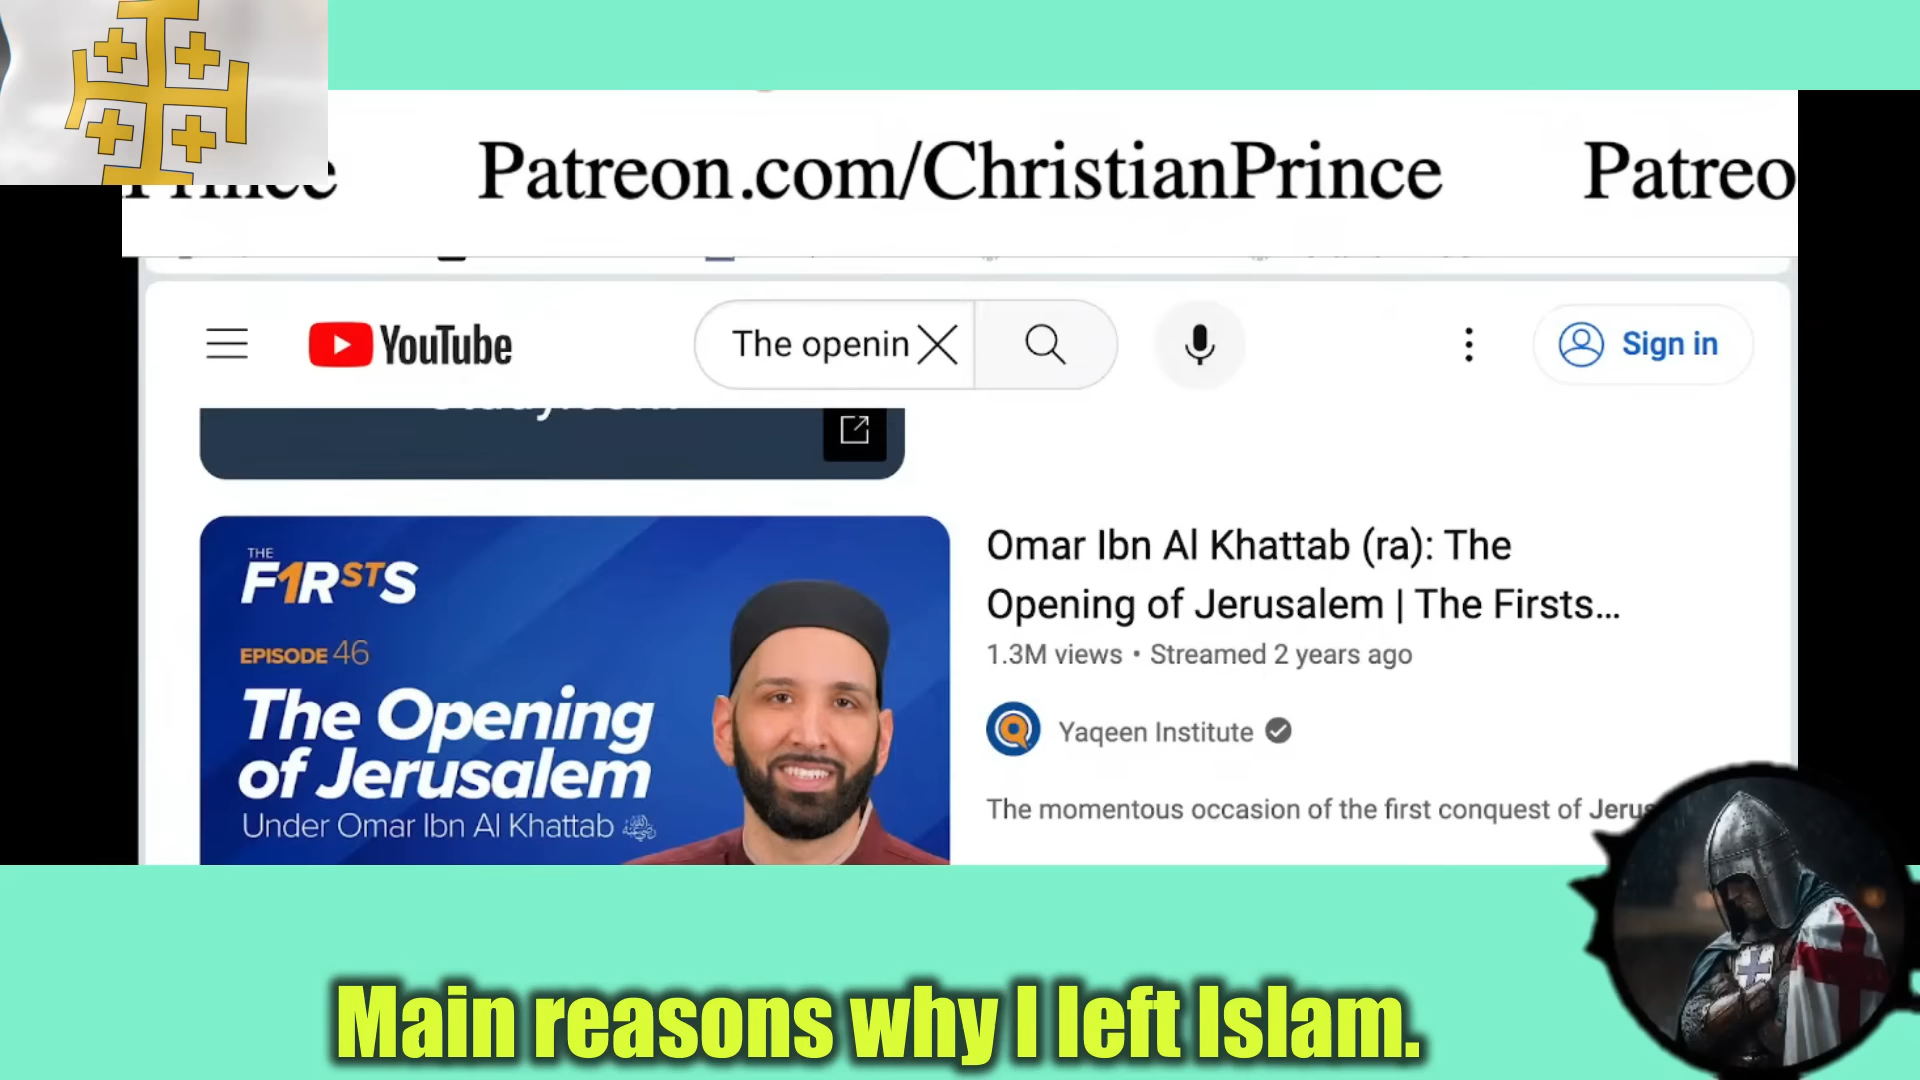 Patreon.com/ChristianPrince
Patreo
YouTube
The openin
Sign in
THE
F1RSTS
EPISODE 46
The Opening
of Jerusalem
Under Omar Ibn Al Khattab
Omar Ibn Al Khattab (ra): The
Opening of Jerusalem | The Firsts...
1.3M views • Streamed 2 years ago
Yaqeen Institute
The momentous occasion of the first conquest of Jerus
Main reasons why I left Islam.